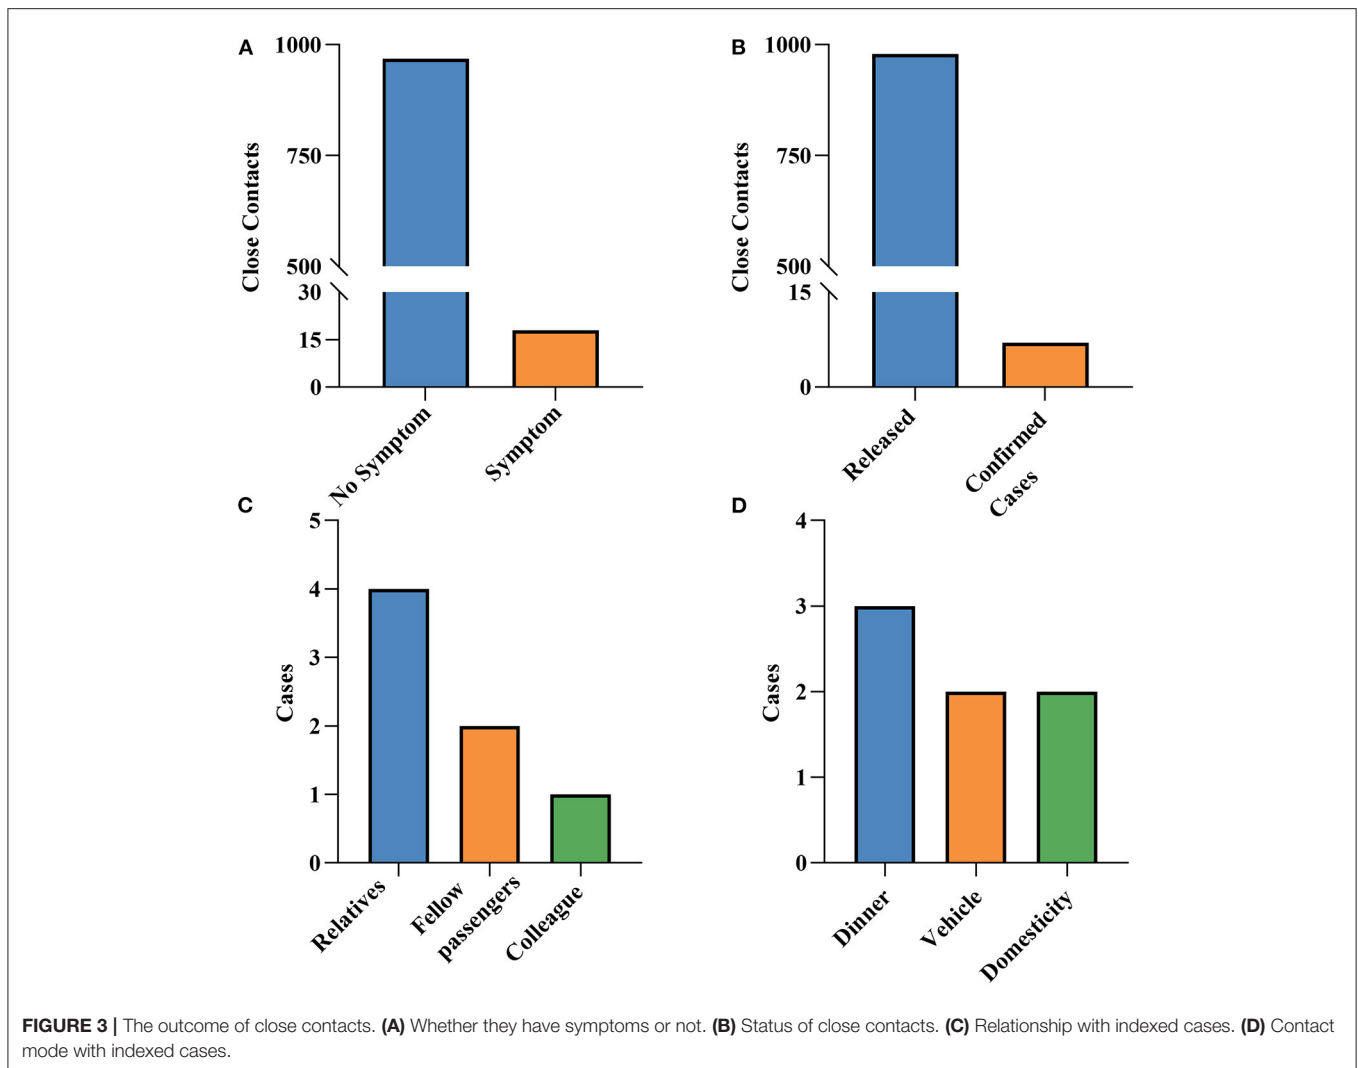 A
1000
750
500
30
15
0
Close Contacts
No Symptom
Symptom
B
1000
750
500
15
0
Close Contacts
Released
Confirmed
Cases
C
5
4
3
2
1
0
Cases
Relatives
Fellow
passengers
Colleague
D
4
3
2
1
0
Cases
Dinner
Vehicle
Domesticity
FIGURE 3 | The outcome of close contacts. (A) Whether they have symptoms or not. (B) Status of close contacts. (C) Relationship with indexed cases. (D) Contact
mode with indexed cases.